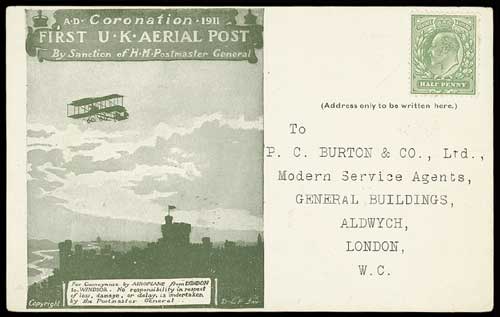 A·D· Coronation ·1911
FIRST U·K·AERIAL POST
By Sanction of H·M·Postmaster General
HALF PENNY
(Address only to be written here.)
To
P. C. BURTON & CO., Ltd.,
Modern Service Agents,
GENERAL BUILDINGS,
ALDWYCH,
LONDON,
W.C.
For Conveyance by AEROPLANE from LONDON
to WINDSOR. No responsibility in respect
of loss, damage, or delay, is undertaken
by the Postmaster General
Copyright